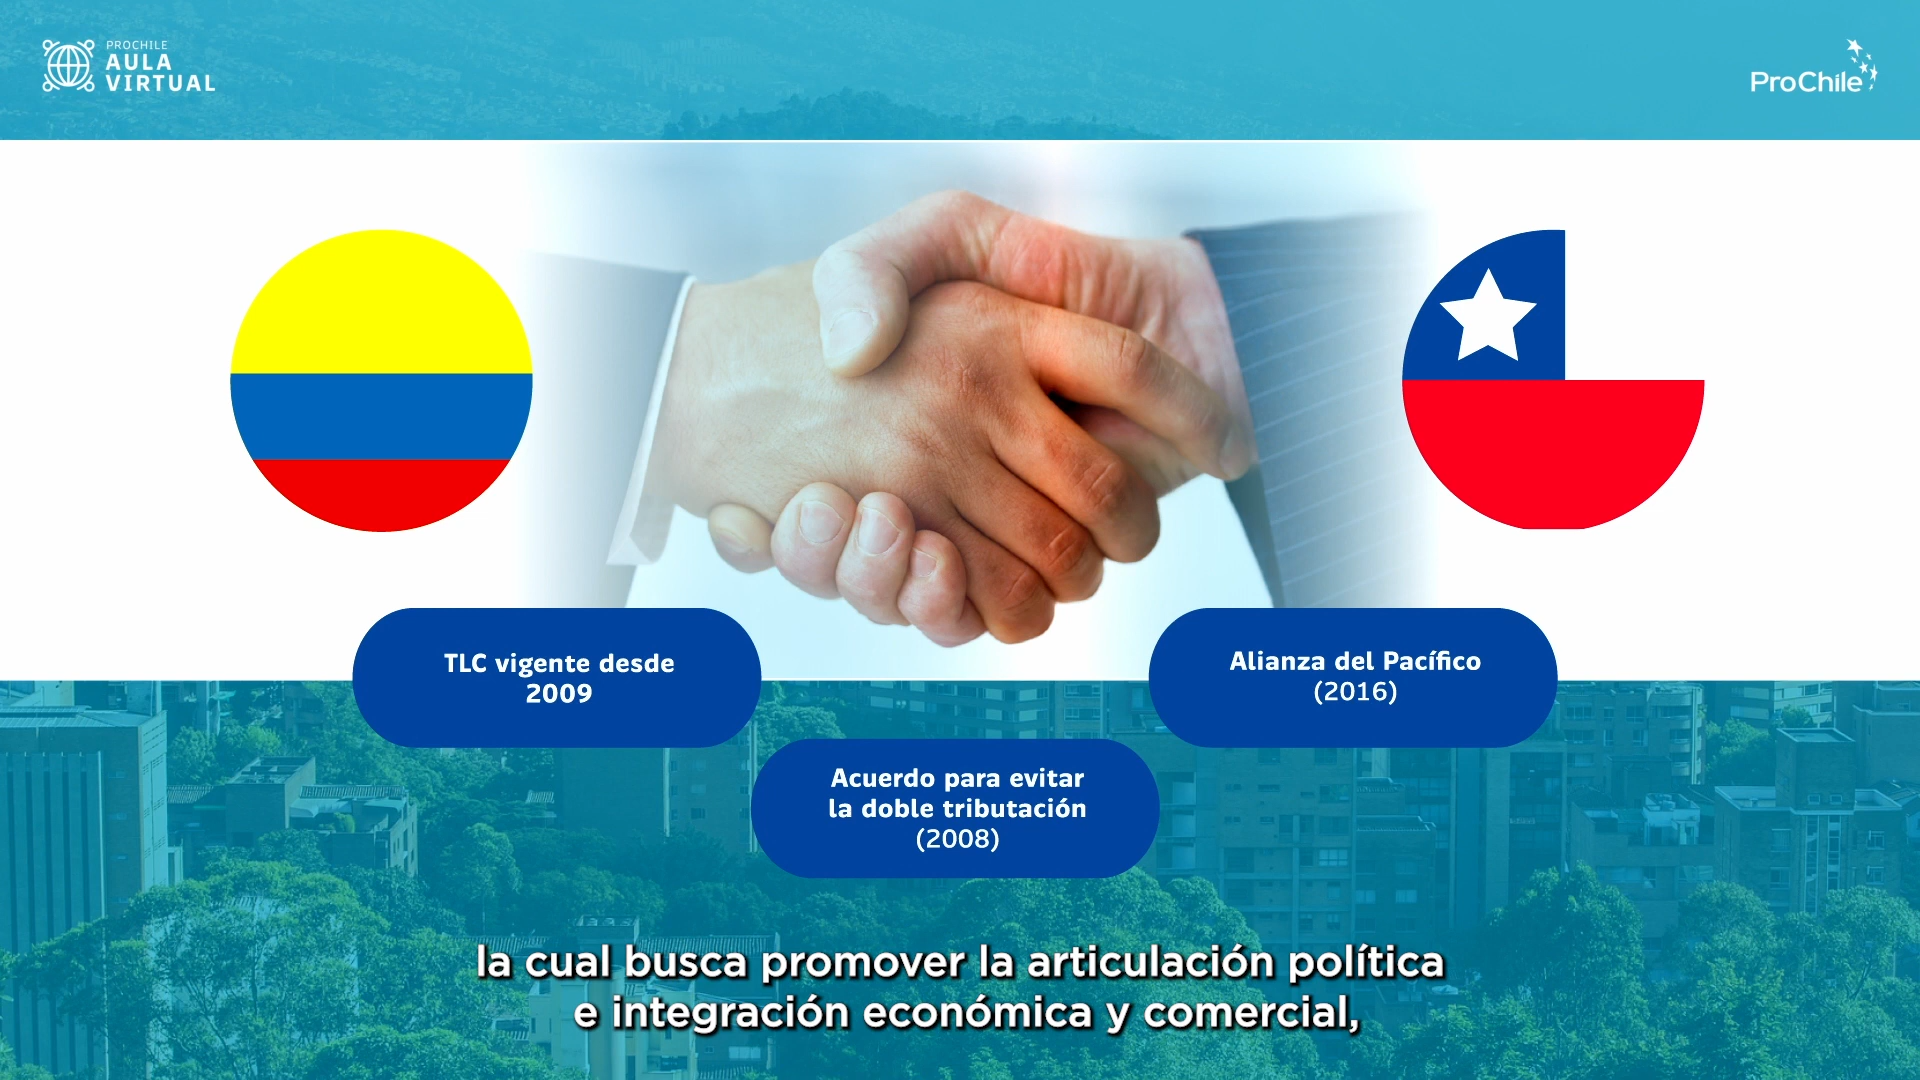 PROCHILE
AULA
VIRTUAL
ProChile
TLC vigente desde
2009
Alianza del Pacífico
(2016)
Acuerdo para evitar
la doble tributación
(2008)
la cual busca promover la articulación política
e integración económica y comercial,